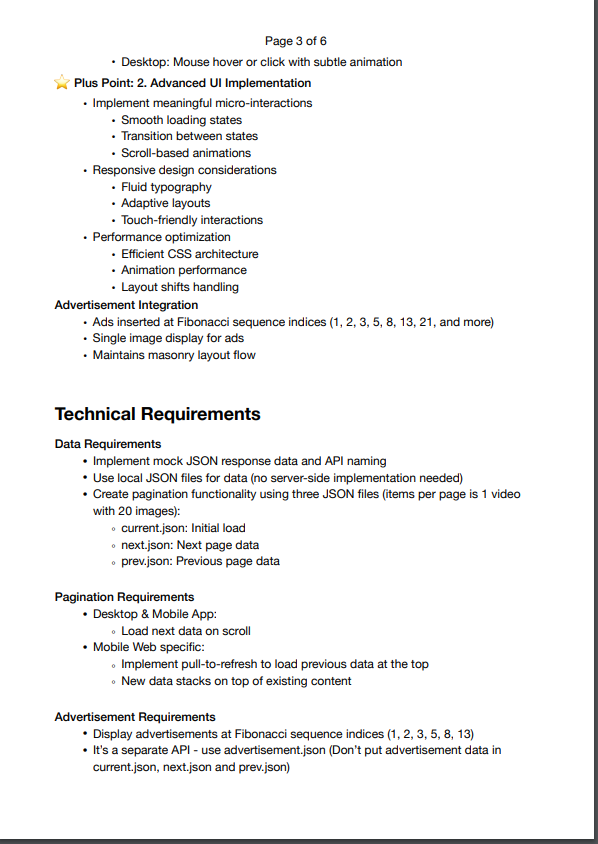 Page 3 of 6
• Desktop: Mouse hover or click with subtle animation
⭐ Plus Point: 2. Advanced UI Implementation
• Implement meaningful micro-interactions
• Smooth loading states
• Transition between states
• Scroll-based animations
• Responsive design considerations
• Fluid typography
• Adaptive layouts
• Touch-friendly interactions
• Performance optimization
• Efficient CSS architecture
• Animation performance
• Layout shifts handling
Advertisement Integration
• Ads inserted at Fibonacci sequence indices (1, 2, 3, 5, 8, 13, 21, and more)
• Single image display for ads
• Maintains masonry layout flow
Technical Requirements
Data Requirements
• Implement mock JSON response data and API naming
• Use local JSON files for data (no server-side implementation needed)
• Create pagination functionality using three JSON files (items per page is 1 video
with 20 images):
◦ current.json: Initial load
◦ next.json: Next page data
◦ prev.json: Previous page data
Pagination Requirements
• Desktop & Mobile App:
◦ Load next data on scroll
• Mobile Web specific:
◦ Implement pull-to-refresh to load previous data at the top
◦ New data stacks on top of existing content
Advertisement Requirements
• Display advertisements at Fibonacci sequence indices (1, 2, 3, 5, 8, 13)
• It’s a separate API - use advertisement.json (Don’t put advertisement data in
current.json, next.json and prev.json)